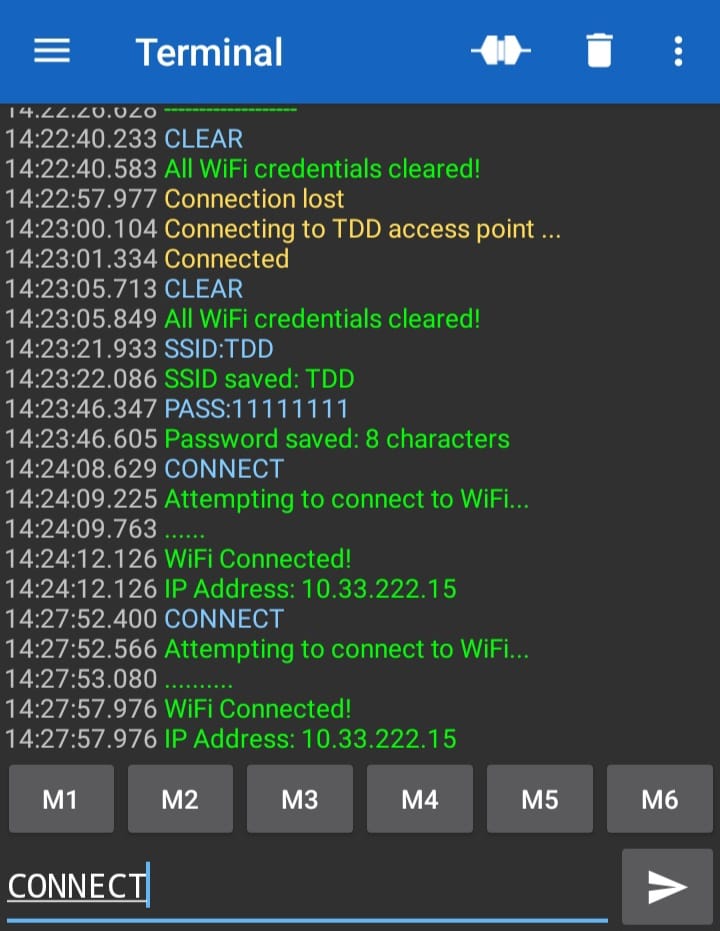 Terminal
14:22:26.628 -------------------
14:22:40.233 CLEAR
14:22:40.583 All WiFi credentials cleared!
14:22:57.977 Connection lost
14:23:00.104 Connecting to TDD access point ...
14:23:01.334 Connected
14:23:05.713 CLEAR
14:23:05.849 All WiFi credentials cleared!
14:23:21.933 SSID:TDD
14:23:22.086 SSID saved: TDD
14:23:46.347 PASS:11111111
14:23:46.605 Password saved: 8 characters
14:24:08.629 CONNECT
14:24:09.225 Attempting to connect to WiFi...
14:24:09.763 ......
14:24:12.126 WiFi Connected!
14:24:12.126 IP Address: 10.33.222.15
14:27:52.400 CONNECT
14:27:52.566 Attempting to connect to WiFi...
14:27:53.080 ..........
14:27:57.976 WiFi Connected!
14:27:57.976 IP Address: 10.33.222.15
M1 M2 M3 M4 M5 M6
CONNECT